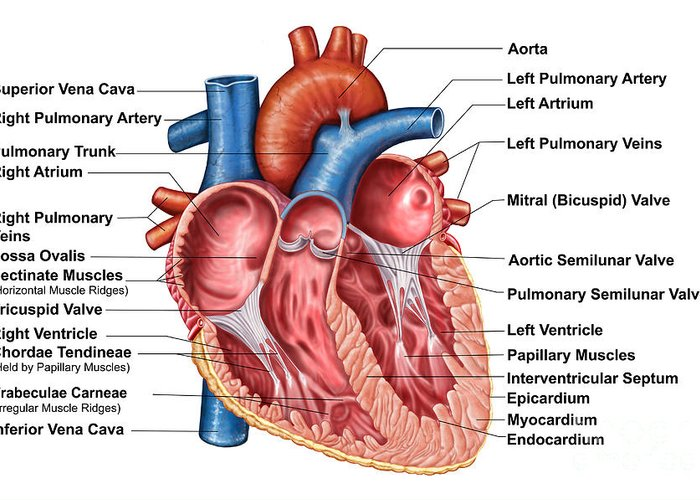 uperior Vena Cava
ight Pulmonary Artery
ulmonary Trunk
ight Atrium
ight Pulmonary
eins
ossa Ovalis
ectinate Muscles
Horizontal Muscle Ridges)
ricuspid Valve
ight Ventricle
hordae Tendineae
Held by Papillary Muscles)
rabeculae Carneae
rregular Muscle Ridges)
nferior Vena Cava
Aorta
Left Pulmonary Artery
Left Artrium
Left Pulmonary Veins
Mitral (Bicuspid) Valve
Aortic Semilunar Valve
Pulmonary Semilunar Valv
Left Ventricle
Papillary Muscles
Interventricular Septum
Epicardium
Myocardium
Endocardium